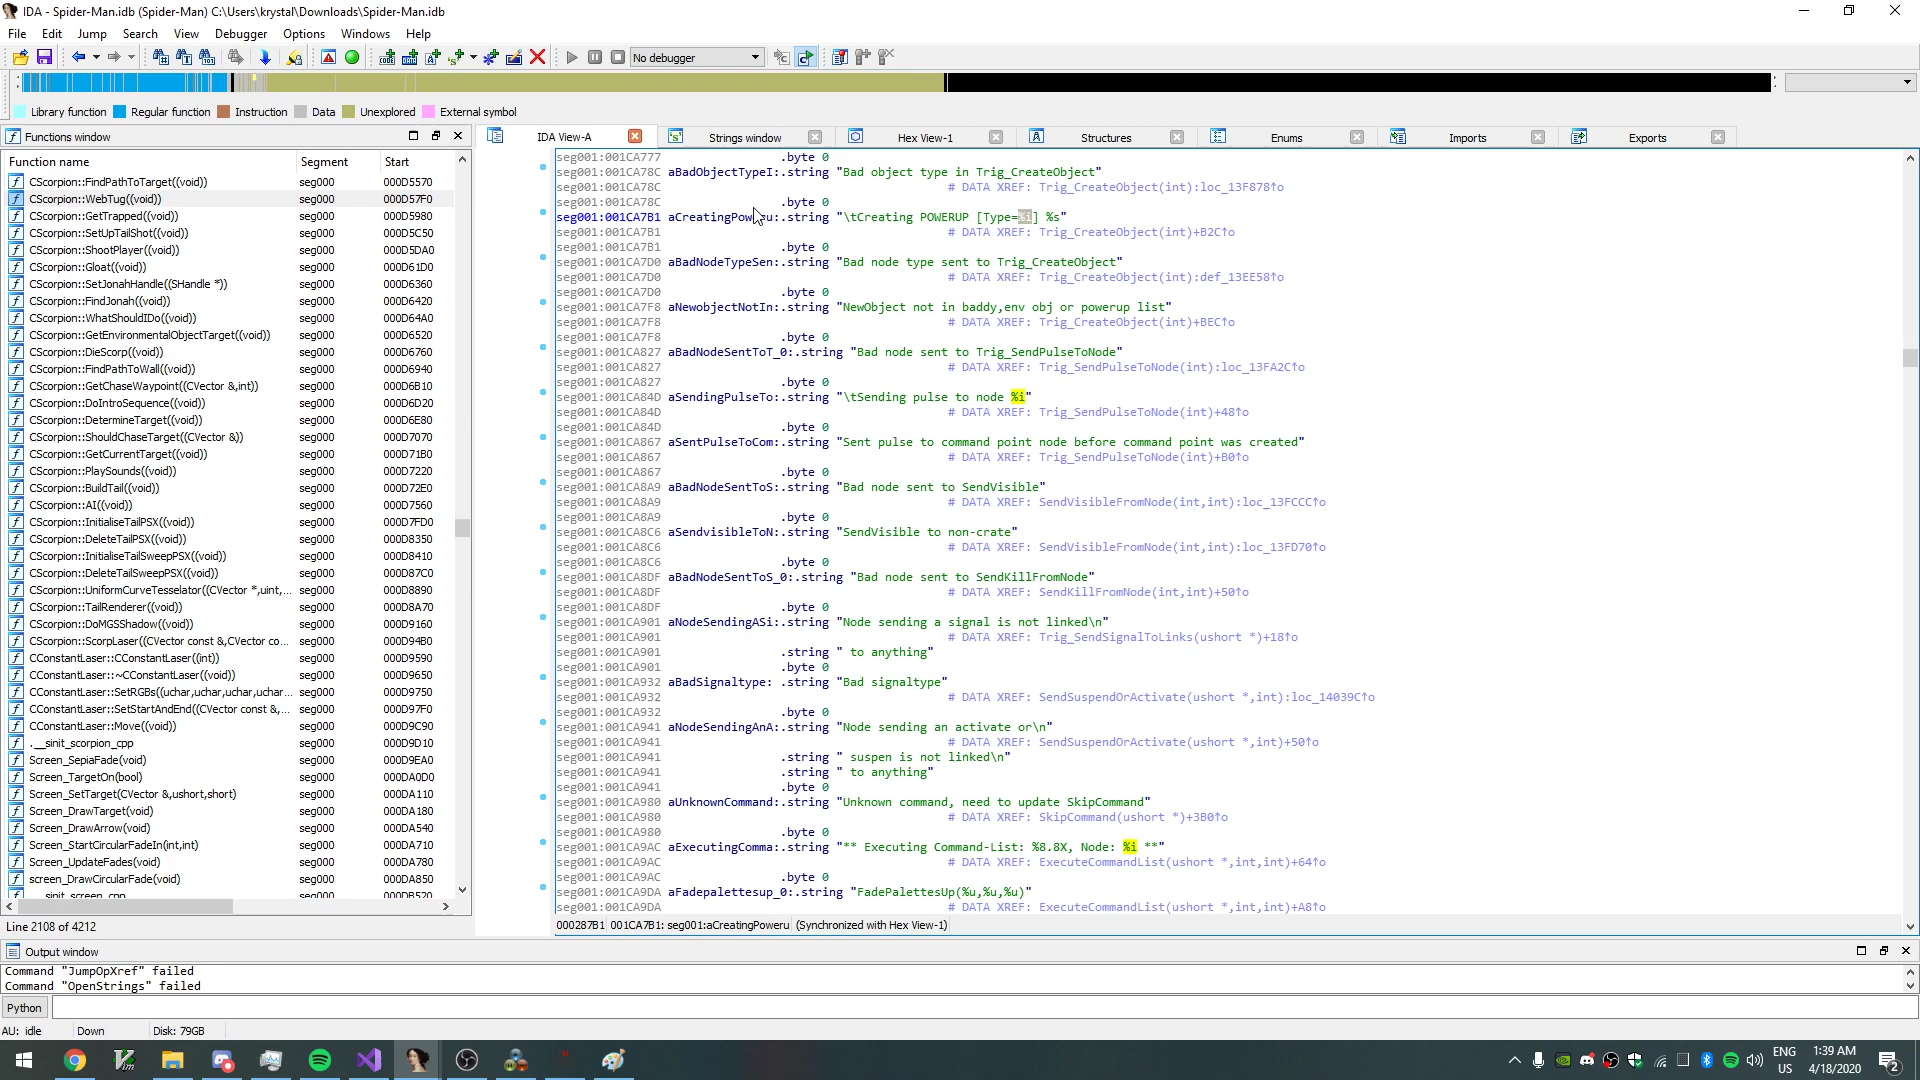 IDA - Spider-Man.idb (Spider-Man) C:\Users\krystal\Downloads\Spider-Man.idb
File Edit Jump Search View Debugger Options Windows Help
No debugger
Library function Regular function Instruction Data Unexplored External symbol
Functions window
IDA View-A Strings window Hex View-1 Structures Enums Imports Exports
Function name Segment Start
CScorpion::FindPathToTarget((void)) seg000 000D5570
CScorpion::WebTug((void)) seg000 000D57F0
CScorpion::GetTrapped((void)) seg000 000D5980
CScorpion::SetUpTailShot((void)) seg000 000D5C50
CScorpion::ShootPlayer((void)) seg000 000D5DA0
CScorpion::Gloat((void)) seg000 000D61D0
CScorpion::SetJonahHandle((SHandle *)) seg000 000D6360
CScorpion::FindJonah((void)) seg000 000D6420
CScorpion::WhatShouldIDo((void)) seg000 000D64A0
CScorpion::GetEnvironmentalObjectTarget((void)) seg000 000D6520
CScorpion::DieScorp((void)) seg000 000D6760
CScorpion::FindPathToWall((void)) seg000 000D6940
CScorpion::GetChaseWaypoint((CVector &,int)) seg000 000D6B10
CScorpion::DoIntroSequence((void)) seg000 000D6D20
CScorpion::DetermineTarget((void)) seg000 000D6E80
CScorpion::ShouldChaseTarget((CVector &)) seg000 000D7070
CScorpion::GetCurrentTarget((void)) seg000 000D71B0
CScorpion::PlaySounds((void)) seg000 000D7220
CScorpion::BuildTail((void)) seg000 000D72E0
CScorpion::AI((void)) seg000 000D7560
CScorpion::InitialiseTailPSX((void)) seg000 000D7FD0
CScorpion::DeleteTailPSX((void)) seg000 000D8350
CScorpion::InitialiseTailSweepPSX((void)) seg000 000D8410
CScorpion::DeleteTailSweepPSX((void)) seg000 000D87C0
CScorpion::UniformCurveTesselator((CVector *,uint,... seg000 000D8890
CScorpion::TailRenderer((void)) seg000 000D8A70
CScorpion::DoMGSShadow((void)) seg000 000D9160
CScorpion::ScorpLaser((CVector const &,CVector co... seg000 000D94B0
CConstantLaser::CConstantLaser((int)) seg000 000D9590
CConstantLaser::~CConstantLaser((void)) seg000 000D9650
CConstantLaser::SetRGBs((uchar,uchar,uchar,uchar... seg000 000D9750
CConstantLaser::SetStartAndEnd((CVector const &,... seg000 000D97F0
CConstantLaser::Move((void)) seg000 000D9C90
.__sinit_scorpion_cpp seg000 000D9D10
Screen_SepiaFade(void) seg000 000D9EA0
Screen_TargetOn(bool) seg000 000DA0D0
Screen_SetTarget(CVector &,ushort,short) seg000 000DA110
Screen_DrawTarget(void) seg000 000DA180
Screen_DrawArrow(void) seg000 000DA540
Screen_StartCircularFadeIn(int,int) seg000 000DA710
Screen_UpdateFades(void) seg000 000DA780
screen_DrawCircularFade(void) seg000 000DA850
sinit screen cpp seg000 000DB520
Line 2108 of 4212
seg001:001CA777 .byte 0
seg001:001CA78C aBadObjectTypeI:.string "Bad object type in Trig_CreateObject"
seg001:001CA78C # DATA XREF: Trig_CreateObject(int):loc_13F878↑o
seg001:001CA78C .byte 0
seg001:001CA7B1 aCreatingPoweru:.string "\tCreating POWERUP [Type=%i] %s"
seg001:001CA7B1 # DATA XREF: Trig_CreateObject(int)+B2C↑o
seg001:001CA7B1 .byte 0
seg001:001CA7D0 aBadNodeTypeSen:.string "Bad node type sent to Trig_CreateObject"
seg001:001CA7D0 # DATA XREF: Trig_CreateObject(int):def_13EE58↑o
seg001:001CA7D0 .byte 0
seg001:001CA7F8 aNewobjectNotIn:.string "NewObject not in baddy,env obj or powerup list"
seg001:001CA7F8 # DATA XREF: Trig_CreateObject(int)+BEC↑o
seg001:001CA7F8 .byte 0
seg001:001CA827 aBadNodeSentToT_0:.string "Bad node sent to Trig_SendPulseToNode"
seg001:001CA827 # DATA XREF: Trig_SendPulseToNode(int):loc_13FA2C↑o
seg001:001CA827 .byte 0
seg001:001CA84D aSendingPulseTo:.string "\tSending pulse to node %i"
seg001:001CA84D # DATA XREF: Trig_SendPulseToNode(int)+48↑o
seg001:001CA84D .byte 0
seg001:001CA867 aSentPulseToCom:.string "Sent pulse to command point node before command point was created"
seg001:001CA867 # DATA XREF: Trig_SendPulseToNode(int)+B0↑o
seg001:001CA867 .byte 0
seg001:001CA8A9 aBadNodeSentToS:.string "Bad node sent to SendVisible"
seg001:001CA8A9 # DATA XREF: SendVisibleFromNode(int,int):loc_13FCCC↑o
seg001:001CA8A9 .byte 0
seg001:001CA8C6 aSendvisibleToN:.string "SendVisible to non-crate"
seg001:001CA8C6 # DATA XREF: SendVisibleFromNode(int,int):loc_13FD70↑o
seg001:001CA8C6 .byte 0
seg001:001CA8DF aBadNodeSentToS_0:.string "Bad node sent to SendKillFromNode"
seg001:001CA8DF # DATA XREF: SendKillFromNode(int,int)+50↑o
seg001:001CA8DF .byte 0
seg001:001CA901 aNodeSendingASi:.string "Node sending a signal is not linked\n"
seg001:001CA901 # DATA XREF: Trig_SendSignalToLinks(ushort *)+18↑o
seg001:001CA901 .string " to anything"
seg001:001CA901 .byte 0
seg001:001CA932 aBadSignaltype: .string "Bad signaltype"
seg001:001CA932 # DATA XREF: SendSuspendOrActivate(ushort *,int):loc_14039C↑o
seg001:001CA932 .byte 0
seg001:001CA941 aNodeSendingAnA:.string "Node sending an activate or\n"
seg001:001CA941 # DATA XREF: SendSuspendOrActivate(ushort *,int)+50↑o
seg001:001CA941 .string " suspen is not linked\n"
seg001:001CA941 .string " to anything"
seg001:001CA941 .byte 0
seg001:001CA980 aUnknownCommand:.string "Unknown command, need to update SkipCommand"
seg001:001CA980 # DATA XREF: SkipCommand(ushort *)+3B0↑o
seg001:001CA980 .byte 0
seg001:001CA9AC aExecutingComma:.string "** Executing Command-List: %8.8X, Node: %i **"
seg001:001CA9AC # DATA XREF: ExecuteCommandList(ushort *,int,int)+64↑o
seg001:001CA9AC .byte 0
seg001:001CA9DA aFadepalettesup_0:.string "FadePalettesUp(%u,%u,%u)"
seg001:001CA9DA # DATA XREF: ExecuteCommandList(ushort *,int,int)+A8↑o
000287B1 001CA7B1: seg001:aCreatingPoweru (Synchronized with Hex View-1)
Output window
Command "JumpOpXref" failed
Command "OpenStrings" failed
Python
AU: idle Down Disk: 79GB
ENG
US
1:39 AM
4/18/2020
2